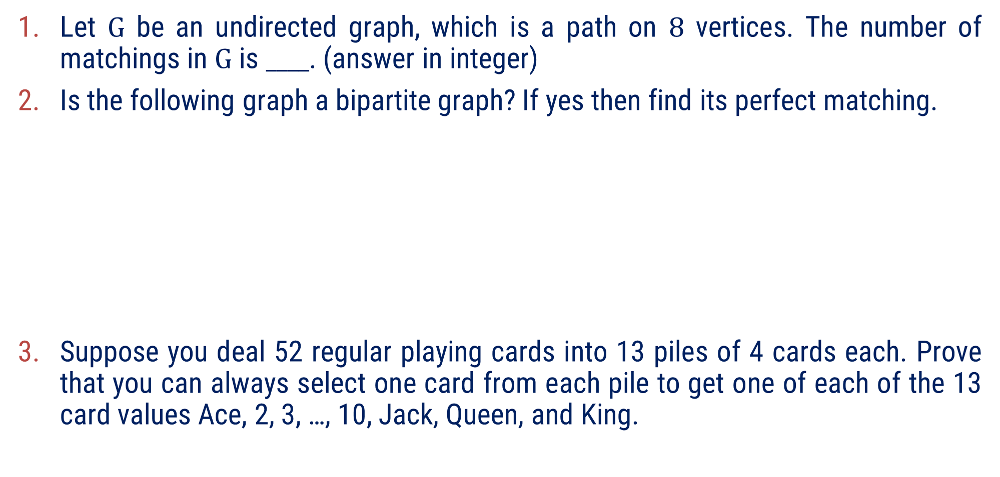 1. Let G be an undirected graph, which is a path on 8 vertices. The number of
matchings in G is ____. (answer in integer)
2. Is the following graph a bipartite graph? If yes then find its perfect matching.
3. Suppose you deal 52 regular playing cards into 13 piles of 4 cards each. Prove
that you can always select one card from each pile to get one of each of the 13
card values Ace, 2, 3, …, 10, Jack, Queen, and King.